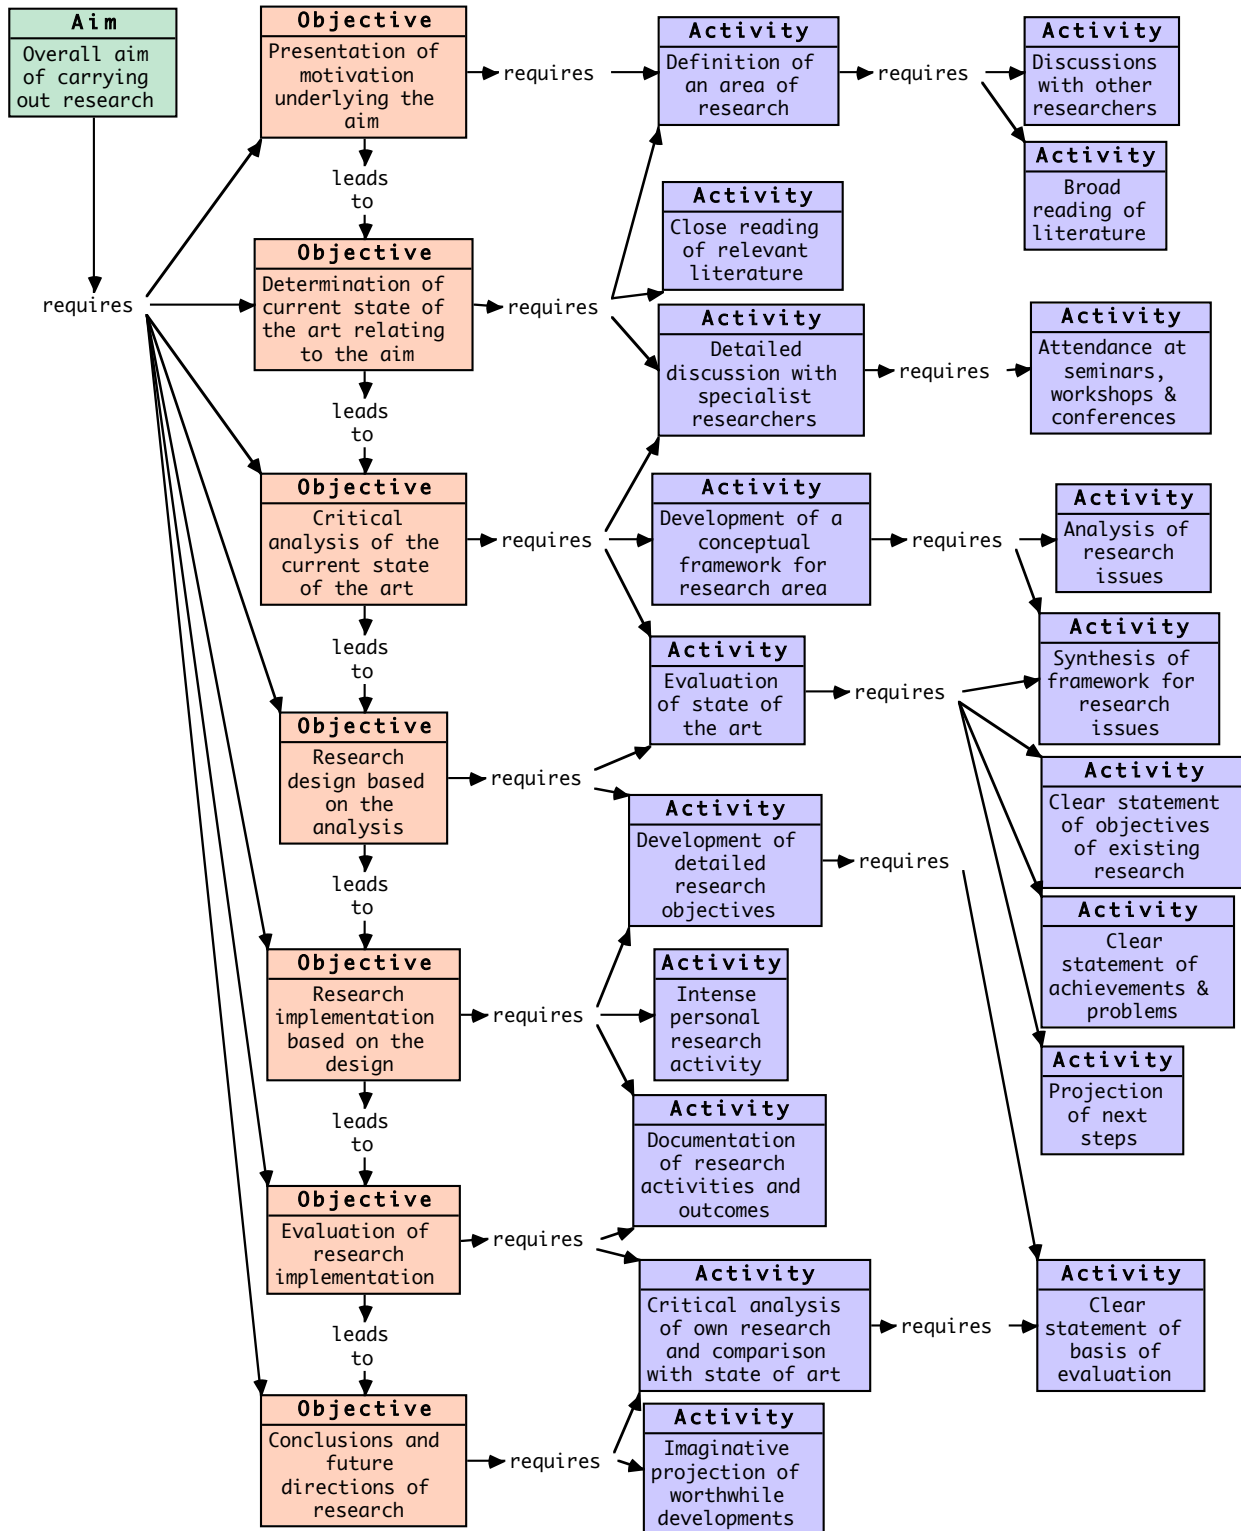 Aim
Overall aim
of carrying
out research
requires
Objective
Presentation of
motivation
underlying the
aim
requires
Activity
Definition of
an area of
research
requires
Activity
Discussions
with other
researchers
Activity
Broad
reading of
literature
leads
to
Objective
Determination of
current state of
the art relating
to the aim
requires
Activity
Close reading
of relevant
literature
Activity
Detailed
discussion with
specialist
researchers
requires
Activity
Attendance at
seminars,
workshops &
conferences
leads
to
Objective
Critical
analysis of the
current state
of the art
requires
Activity
Development of a
conceptual
framework for
research area
requires
Activity
Analysis of
research
issues
Activity
Synthesis of
framework for
research
issues
leads
to
Activity
Evaluation
of state of
the art
requires
Activity
Clear statement
of objectives
of existing
research
Activity
Clear
statement of
achievements &
problems
Activity
Projection
of next
steps
Objective
Research
design based
on the
analysis
requires
Activity
Development of
detailed
research
objectives
requires
leads
to
Objective
Research
implementation
based on the
design
requires
Activity
Intense
personal
research
activity
Activity
Documentation
of research
activities and
outcomes
leads
to
Objective
Evaluation of
research
implementation
requires
Activity
Critical analysis
of own research
and comparison
with state of art
requires
Activity
Clear
statement of
basis of
evaluation
leads
to
Objective
Conclusions and
future
directions of
research
requires
Activity
Imaginative
projection of
worthwhile
developments